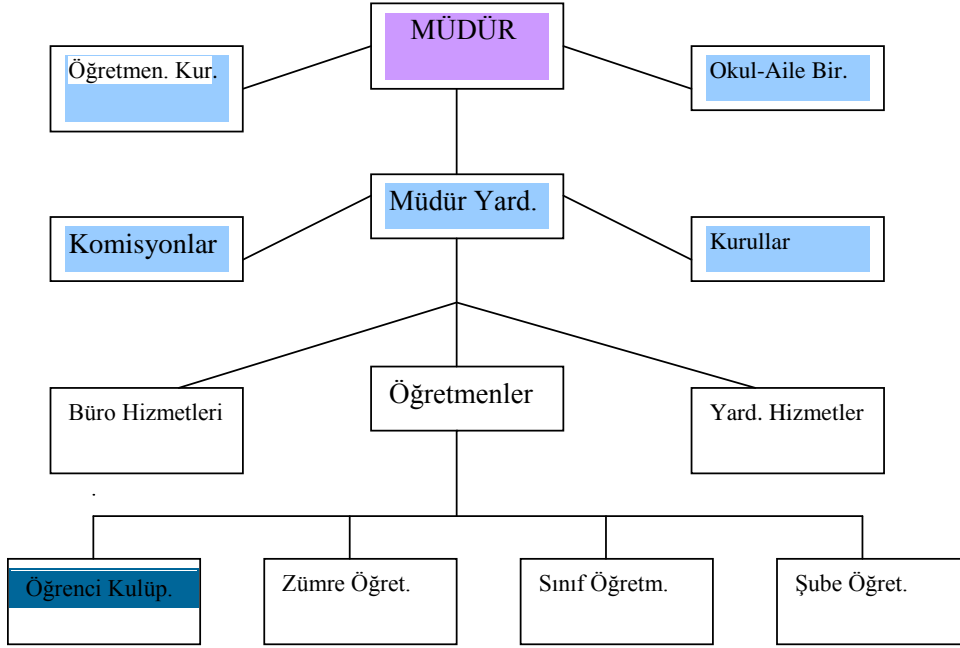 MÜDÜR
Öğretmen. Kur.
Okul-Aile Bir.
Müdür Yard.
Komisyonlar
Kurullar
Büro Hizmetleri
Öğretmenler
Yard. Hizmetler
.
Öğrenci Kulüp.
Zümre Öğret.
Sınıf Öğretm.
Şube Öğret.